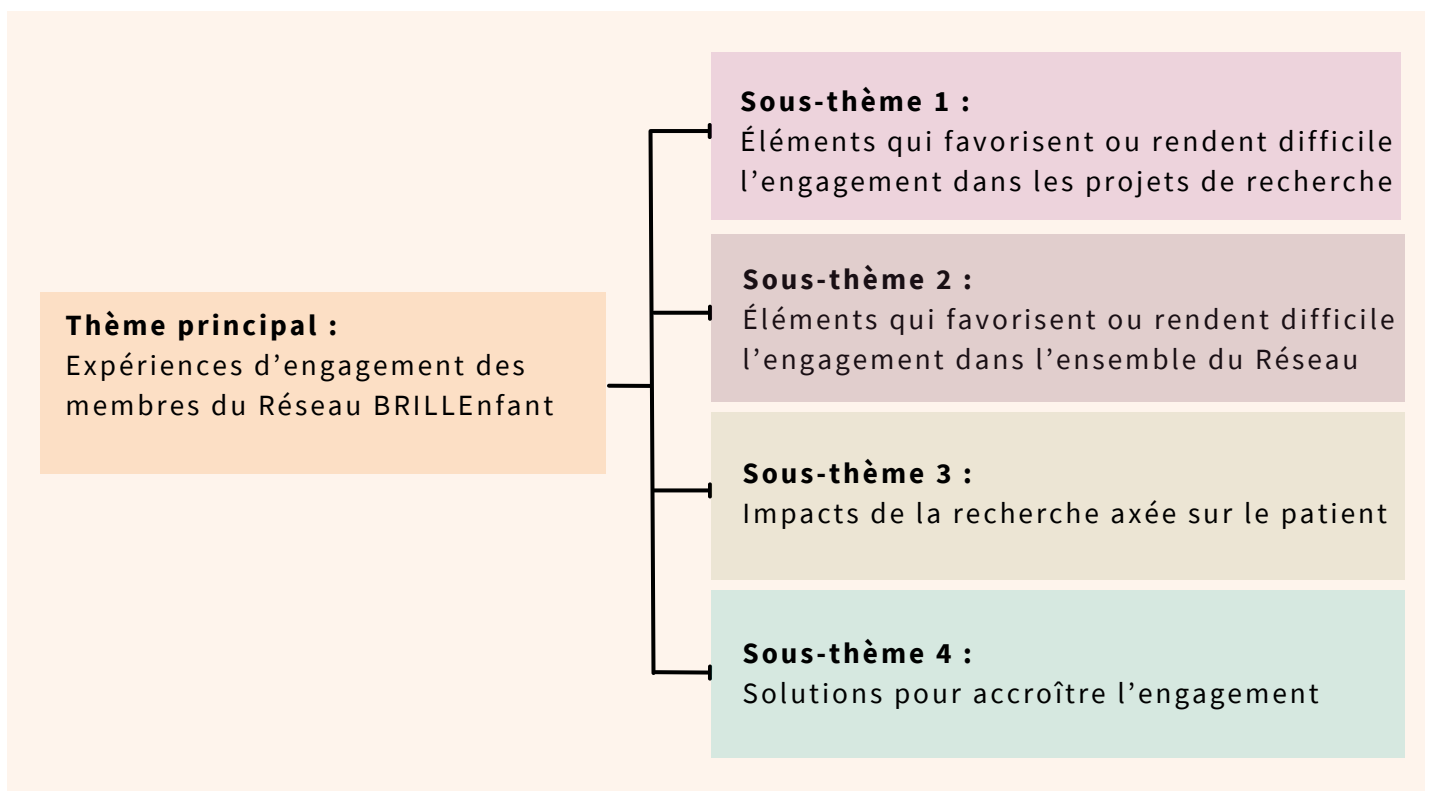 Thème principal :
Expériences d’engagement des
membres du Réseau BRILLEnfant
Sous-thème 1 :
Éléments qui favorisent ou rendent difficile
l’engagement dans les projets de recherche
Sous-thème 2 :
Éléments qui favorisent ou rendent difficile
l’engagement dans l’ensemble du Réseau
Sous-thème 3 :
Impacts de la recherche axée sur le patient
Sous-thème 4 :
Solutions pour accroître l’engagement